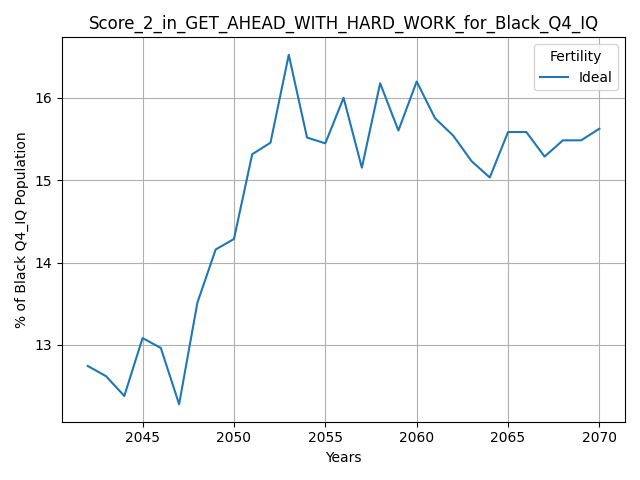 Score_2_in_GET_AHEAD_WITH_HARD_WORK_for_Black_Q4_IQ
Fertility
Ideal
% of Black Q4_IQ Population
16
15
14
13
2045 2050 2055 2060 2065 2070
Years